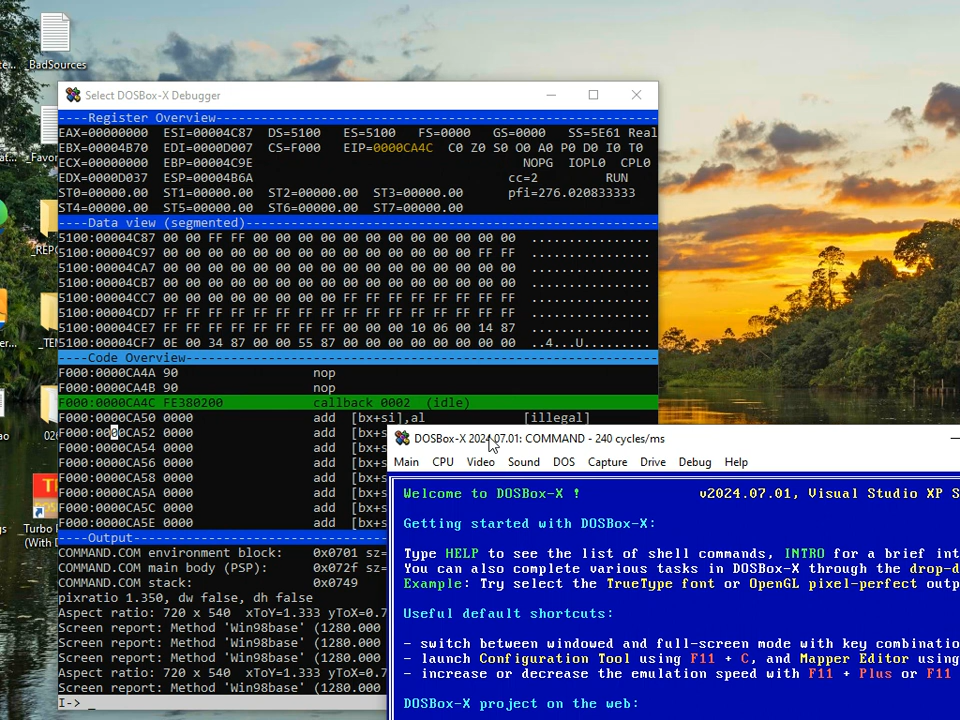 _BadSources
Select DOSBox-X Debugger
----Register Overview----
EAX=00000000 ESI=00004C87 DS=5100 ES=5100 FS=0000 GS=0000 SS=5E61 Real
EBX=00004B70 EDI=0000D007 CS=F000 EIP=0000CA4C C0 Z0 S0 O0 A0 P0 D0 I0 T0
ECX=00000000 EBP=00004C9E NOPG IOPL0 CPL0
EDX=0000D037 ESP=00004B6A cc=2 RUN
ST0=00000.00 ST1=00000.00 ST2=00000.00 ST3=00000.00 pfi=276.020833333
ST4=00000.00 ST5=00000.00 ST6=00000.00 ST7=00000.00
----Data view (segmented)----
5100:00004C87 00 00 FF FF 00 00 00 00 00 00 00 00 00 00 00 00 ................
5100:00004C97 00 00 00 00 00 00 00 00 00 00 00 00 00 00 FF FF ................
5100:00004CA7 00 00 00 00 00 00 00 00 00 00 00 00 00 00 00 00 ................
5100:00004CB7 00 00 00 00 00 00 00 00 00 00 00 00 00 00 00 00 ................
5100:00004CC7 00 00 00 00 00 00 00 00 FF FF FF FF FF FF FF FF ................
5100:00004CD7 FF FF FF FF FF FF FF FF FF FF FF FF FF FF FF FF ................
5100:00004CE7 FF FF FF FF FF FF FF FF 00 00 00 10 06 00 14 87 ................
5100:00004CF7 0E 00 34 87 00 00 55 87 00 00 00 00 00 00 00 00 ..4...U.........
----Code Overview----
F000:0000CA4A 90 nop
F000:0000CA4B 90 nop
F000:0000CA4C FE380200 callback 0002 (idle)
F000:0000CA50 0000 add [bx+si],al [illegal]
F000:0000CA52 0000 add [bx+s
F000:0000CA54 0000 add [bx+s
F000:0000CA56 0000 add [bx+s
F000:0000CA58 0000 add [bx+s
F000:0000CA5A 0000 add [bx+s
F000:0000CA5C 0000 add [bx+s
F000:0000CA5E 0000 add [bx+s
----Output----
COMMAND.COM environment block: 0x0701 sz=
COMMAND.COM main body (PSP): 0x072f sz=
COMMAND.COM stack: 0x0749
pixratio 1.350, dw false, dh false
Aspect ratio: 720 x 540 xToY=1.333 yToX=0.7
Screen report: Method 'Win98base' (1280.000
Screen report: Method 'Win98base' (1280.000
Screen report: Method 'Win98base' (1280.000
Aspect ratio: 720 x 540 xToY=1.333 yToX=0.7
Screen report: Method 'Win98base' (1280.000
I-> _
DOSBox-X 2024.07.01: COMMAND - 240 cycles/ms
Main CPU Video Sound DOS Capture Drive Debug Help
Welcome to DOSBox-X ! v2024.07.01, Visual Studio XP S
Getting started with DOSBox-X:
Type HELP to see the list of shell commands, INTRO for a brief int
You can also complete various tasks in DOSBox-X through the drop-d
Example: Try select the TrueType font or OpenGL pixel-perfect outp
Useful default shortcuts:
- switch between windowed and full-screen mode with key combinatio
- launch Configuration Tool using F11 + C, and Mapper Editor using
- increase or decrease the emulation speed with F11 + Plus or F11
DOSBox-X project on the web:
Turbo
(With D